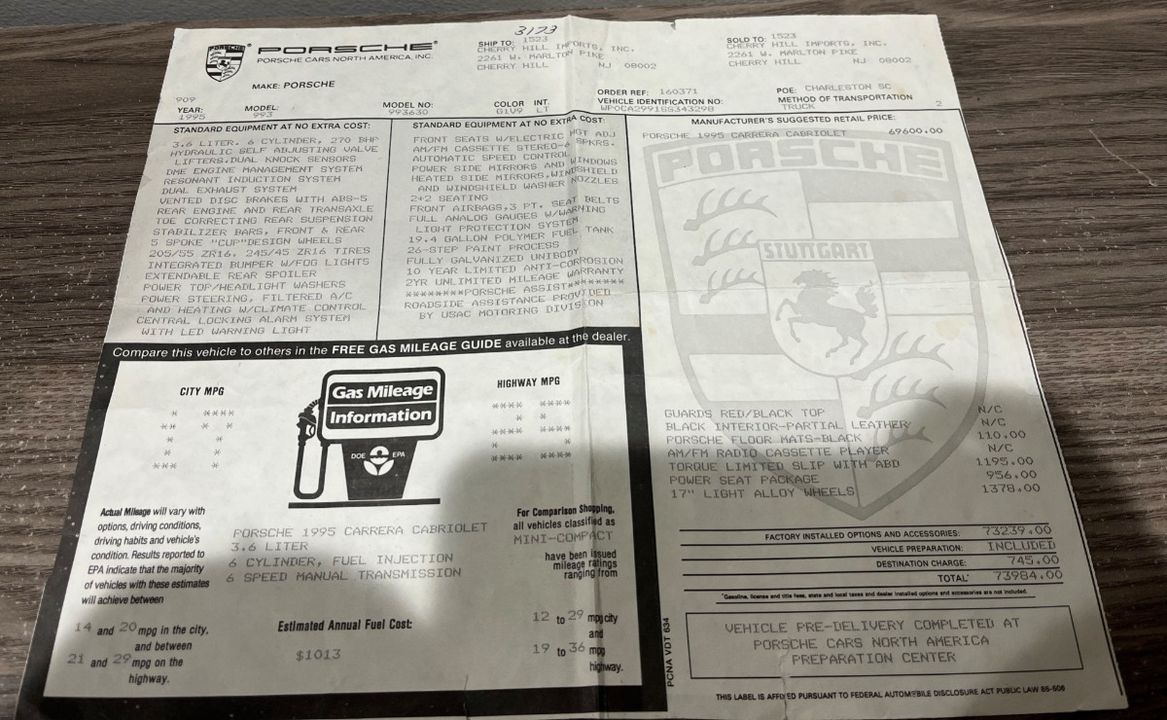 3173
PORSCHE
PORSCHE CARS NORTH AMERICA, INC.
SHIP TO: 1523
CHERRY HILL IMPORTS, INC.
2261 W. MARLTON PIKE
CHERRY HILL NJ 08002
SOLD TO: 1523
CHERRY HILL IMPORTS, INC.
2261 W. MARLTON PIKE
CHERRY HILL NJ 08002
MAKE: PORSCHE
ORDER REF: 160371
POE: CHARLESTON SC
909
YEAR: 1995
MODEL: 993
MODEL NO: 993630
COLOR G1V9
INT. LT
VEHICLE IDENTIFICATION NO: WP0CA2991SS343298
METHOD OF TRANSPORTATION
TRUCK 2
STANDARD EQUIPMENT AT NO EXTRA COST:
3.6 LITER, 6 CYLINDER, 270 BHP
HYDRAULIC SELF ADJUSTING VALVE
LIFTERS,DUAL KNOCK SENSORS
DME ENGINE MANAGEMENT SYSTEM
RESONANT INDUCTION SYSTEM
DUAL EXHAUST SYSTEM
VENTED DISC BRAKES WITH ABS-5
REAR ENGINE AND REAR TRANSAXLE
TOE CORRECTING REAR SUSPENSION
STABILIZER BARS, FRONT & REAR
5 SPOKE "CUP"DESIGN WHEELS
205/55 ZR16, 245/45 ZR16 TIRES
INTEGRATED BUMPER W/FOG LIGHTS
EXTENDABLE REAR SPOILER
POWER TOP/HEADLIGHT WASHERS
POWER STEERING, FILTERED A/C
AND HEATING W/CLIMATE CONTROL
CENTRAL LOCKING ALARM SYSTEM
WITH LED WARNING LIGHT
STANDARD EQUIPMENT AT NO EXTRA COST:
FRONT SEATS W/ELECTRIC HGT ADJ
AM/FM CASSETTE STEREO-6 SPKRS.
AUTOMATIC SPEED CONTROL
POWER SIDE MIRRORS AND WINDOWS
HEATED SIDE MIRRORS,WINDSHIELD
AND WINDSHIELD WASHER NOZZLES
2+2 SEATING
FRONT AIRBAGS,3 PT. SEAT BELTS
FULL ANALOG GAUGES W/WARNING
LIGHT PROTECTION SYSTEM
19.4 GALLON POLYMER FUEL TANK
26-STEP PAINT PROCESS
FULLY GALVANIZED UNIBODY
10 YEAR LIMITED ANTI-CORROSION
2YR UNLIMITED MILEAGE WARRANTY
********PORSCHE ASSIST********
ROADSIDE ASSISTANCE PROVIDED
BY USAC MOTORING DIVISION
MANUFACTURER'S SUGGESTED RETAIL PRICE:
PORSCHE 1995 CARRERA CABRIOLET 69600.00
PORSCHE
STUTTGART
GUARDS RED/BLACK TOP N/C
BLACK INTERIOR-PARTIAL LEATHER N/C
PORSCHE FLOOR MATS-BLACK 110.00
AM/FM RADIO CASSETTE PLAYER N/C
TORQUE LIMITED SLIP WITH ABD 1195.00
POWER SEAT PACKAGE 956.00
17" LIGHT ALLOY WHEELS 1378.00
FACTORY INSTALLED OPTIONS AND ACCESSORIES: 73239.00
VEHICLE PREPARATION: INCLUDED
DESTINATION CHARGE: 745.00
TOTAL* 73984.00
*Gasoline, license and title fees, state and local taxes and dealer installed options and accessories are not included.
VEHICLE PRE-DELIVERY COMPLETED AT
PORSCHE CARS NORTH AMERICA
PREPARATION CENTER
THIS LABEL IS AFFIXED PURSUANT TO FEDERAL AUTOMOBILE DISCLOSURE ACT PUBLIC LAW 85-506
PCNA VDT 634
Compare this vehicle to others in the FREE GAS MILEAGE GUIDE available at the dealer.
CITY MPG
Gas Mileage
Information
DOE EPA
HIGHWAY MPG
Actual Mileage will vary with
options, driving conditions,
driving habits and vehicle's
condition. Results reported to
EPA indicate that the majority
of vehicles with these estimates
will achieve between
14 and 20 mpg in the city,
and between
21 and 29 mpg on the
highway.
PORSCHE 1995 CARRERA CABRIOLET
3.6 LITER
6 CYLINDER, FUEL INJECTION
6 SPEED MANUAL TRANSMISSION
Estimated Annual Fuel Cost:
$1013
For Comparison Shopping,
all vehicles classified as
MINI-COMPACT
have been issued
mileage ratings
ranging from
12 to 29 mpg city
and
19 to 36 mpg
highway.